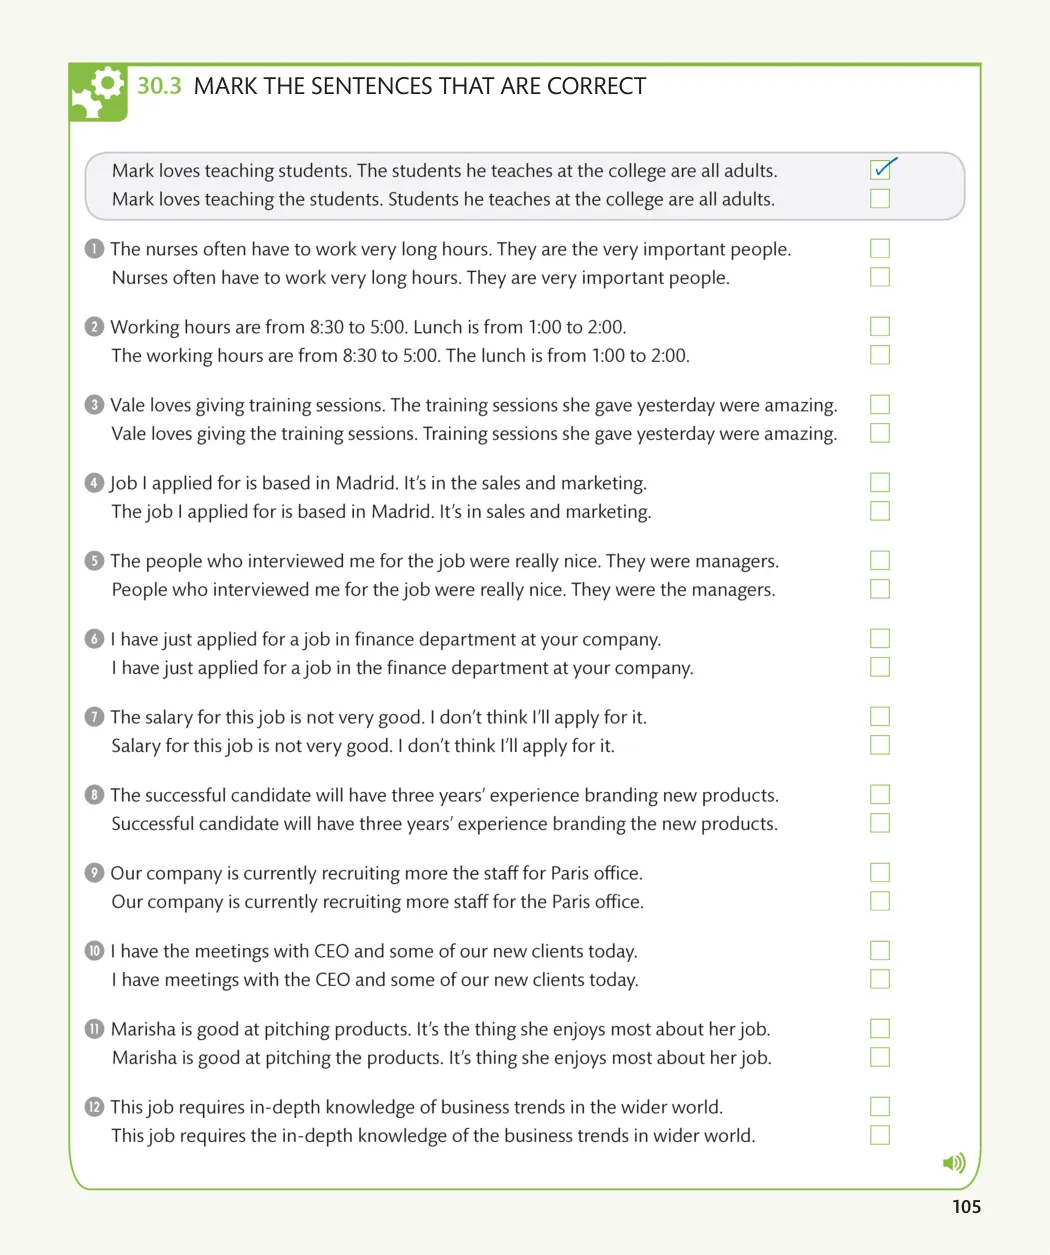 30.3 MARK THE SENTENCES THAT ARE CORRECT
Mark loves teaching students. The students he teaches at the college are all adults.
Mark loves teaching the students. Students he teaches at the college are all adults.
1 The nurses often have to work very long hours. They are the very important people.
Nurses often have to work very long hours. They are very important people.
2 Working hours are from 8:30 to 5:00. Lunch is from 1:00 to 2:00.
The working hours are from 8:30 to 5:00. The lunch is from 1:00 to 2:00.
3 Vale loves giving training sessions. The training sessions she gave yesterday were amazing.
Vale loves giving the training sessions. Training sessions she gave yesterday were amazing.
4 Job I applied for is based in Madrid. It’s in the sales and marketing.
The job I applied for is based in Madrid. It’s in sales and marketing.
5 The people who interviewed me for the job were really nice. They were managers.
People who interviewed me for the job were really nice. They were the managers.
6 I have just applied for a job in finance department at your company.
I have just applied for a job in the finance department at your company.
7 The salary for this job is not very good. I don’t think I’ll apply for it.
Salary for this job is not very good. I don’t think I’ll apply for it.
8 The successful candidate will have three years’ experience branding new products.
Successful candidate will have three years’ experience branding the new products.
9 Our company is currently recruiting more the staff for Paris office.
Our company is currently recruiting more staff for the Paris office.
10 I have the meetings with CEO and some of our new clients today.
I have meetings with the CEO and some of our new clients today.
11 Marisha is good at pitching products. It’s the thing she enjoys most about her job.
Marisha is good at pitching the products. It’s thing she enjoys most about her job.
12 This job requires in-depth knowledge of business trends in the wider world.
This job requires the in-depth knowledge of the business trends in wider world.
105